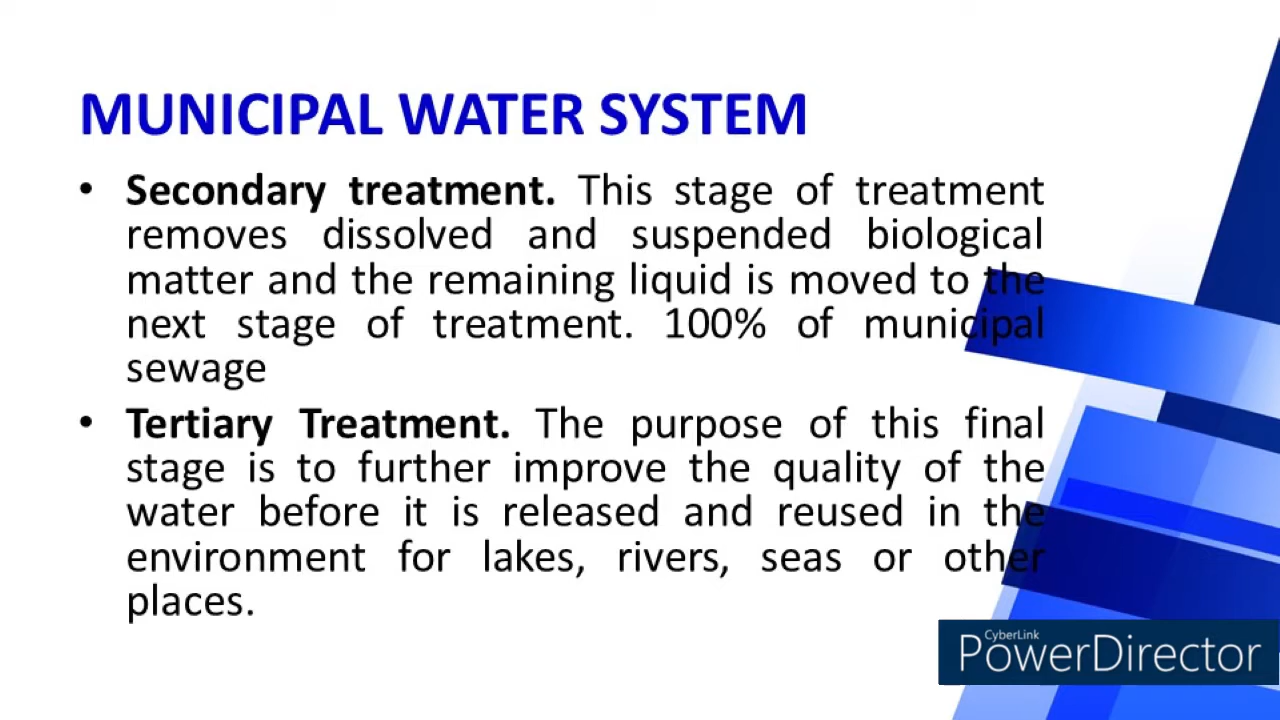 MUNICIPAL WATER SYSTEM
• Secondary treatment. This stage of treatment
removes dissolved and suspended biological
matter and the remaining liquid is moved to the
next stage of treatment. 100% of municipal
sewage
• Tertiary Treatment. The purpose of this final
stage is to further improve the quality of the
water before it is released and reused in the
environment for lakes, rivers, seas or other
places.
CyberLink
PowerDirector